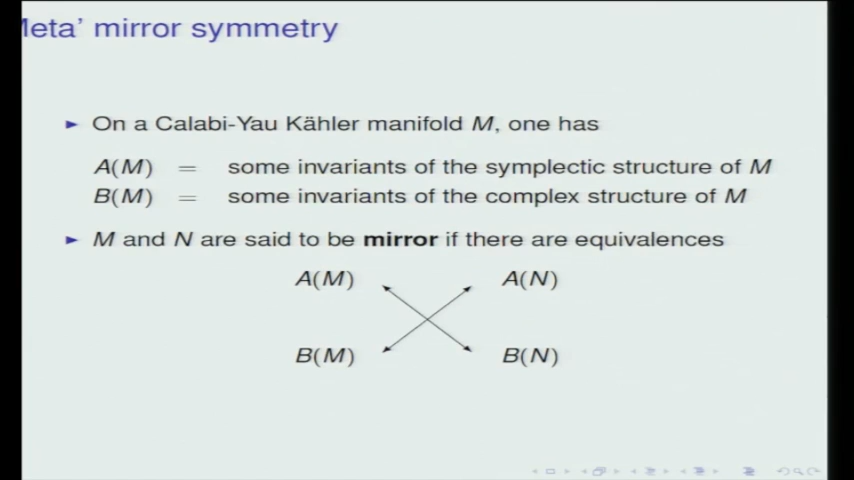 Meta' mirror symmetry
► On a Calabi-Yau Kähler manifold M, one has
A(M) = some invariants of the symplectic structure of M
B(M) = some invariants of the complex structure of M
► M and N are said to be mirror if there are equivalences
A(M) A(N)
B(M) B(N)